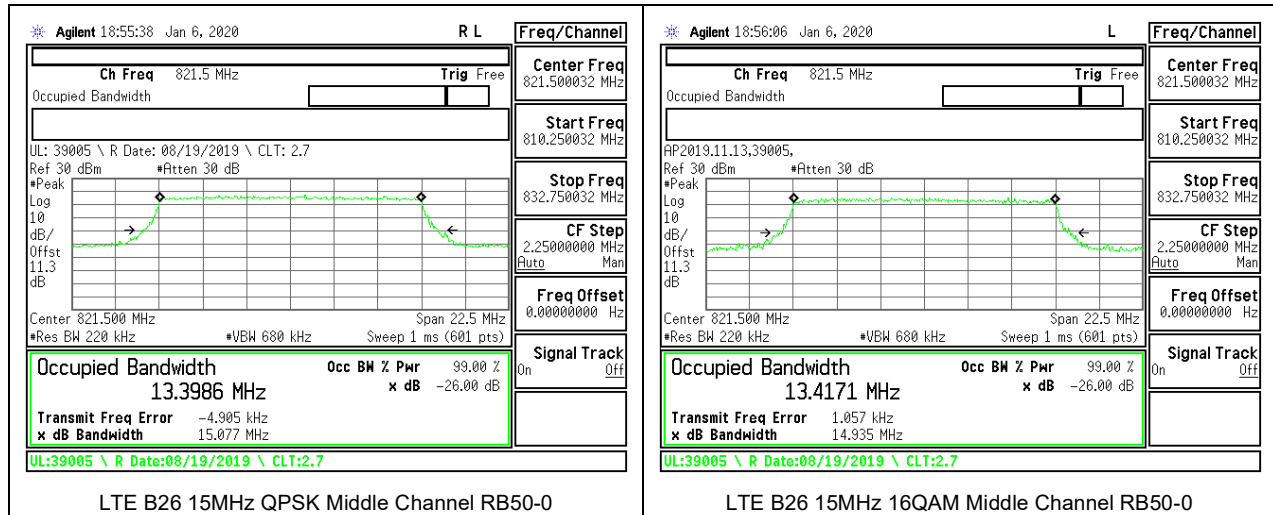 Agilent 18:55:38 Jan 6, 2020 R L
Freq/Channel
Ch Freq 821.5 MHz Trig Free
Occupied Bandwidth
Center Freq
821.500032 MHz
Start Freq
810.250032 MHz
Stop Freq
832.750032 MHz
CF Step
2.25000000 MHz
Auto Man
Freq Offset
0.00000000 Hz
Signal Track
On Off
UL: 39005 \ R Date: 08/19/2019 \ CLT: 2.7
Ref 30 dBm #Atten 30 dB
#Peak
Log
10
dB/
Offst
11.3
dB
Center 821.500 MHz Span 22.5 MHz
#Res BW 220 kHz #VBW 680 kHz Sweep 1 ms (601 pts)
Occupied Bandwidth Occ BW % Pwr 99.00 %
13.3986 MHz x dB -26.00 dB
Transmit Freq Error -4.905 kHz
x dB Bandwidth 15.077 MHz
UL:39005 \ R Date:08/19/2019 \ CLT:2.7
LTE B26 15MHz QPSK Middle Channel RB50-0
Agilent 18:56:06 Jan 6, 2020 L
Freq/Channel
Ch Freq 821.5 MHz Trig Free
Occupied Bandwidth
Center Freq
821.500032 MHz
Start Freq
810.250032 MHz
Stop Freq
832.750032 MHz
CF Step
2.25000000 MHz
Auto Man
Freq Offset
0.00000000 Hz
Signal Track
On Off
AP2019.11.13,39005,
Ref 30 dBm #Atten 30 dB
#Peak
Log
10
dB/
Offst
11.3
dB
Center 821.500 MHz Span 22.5 MHz
#Res BW 220 kHz #VBW 680 kHz Sweep 1 ms (601 pts)
Occupied Bandwidth Occ BW % Pwr 99.00 %
13.4171 MHz x dB -26.00 dB
Transmit Freq Error 1.057 kHz
x dB Bandwidth 14.935 MHz
UL:39005 \ R Date:08/19/2019 \ CLT:2.7
LTE B26 15MHz 16QAM Middle Channel RB50-0